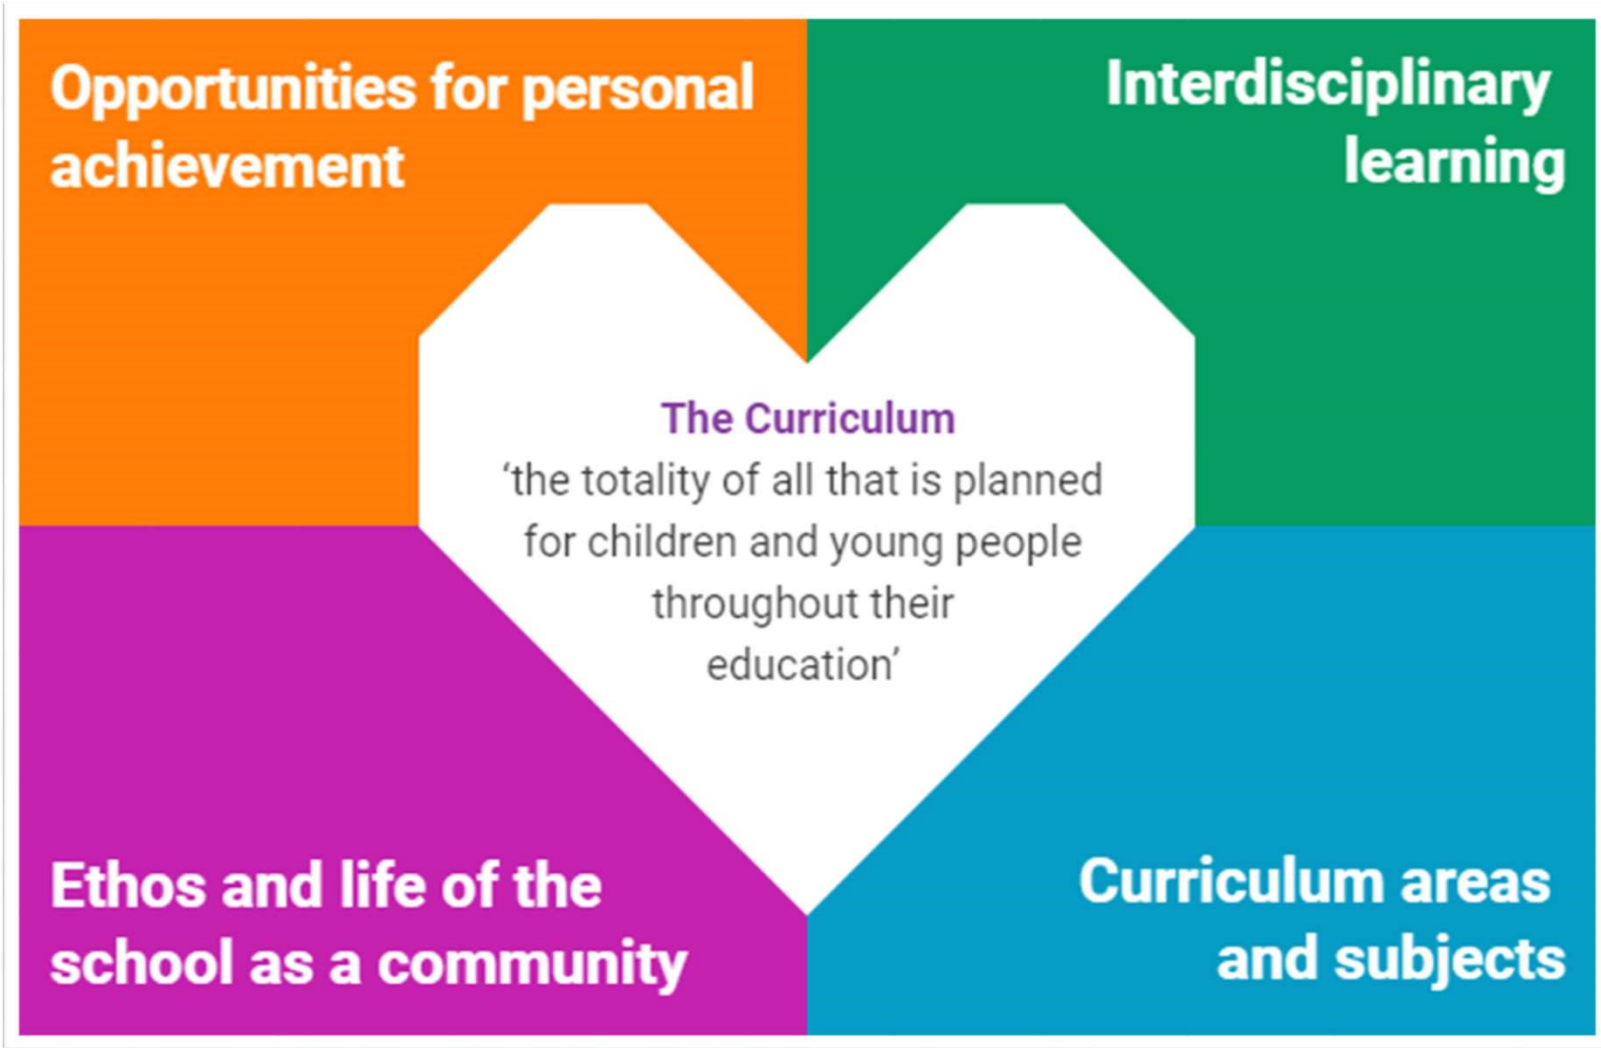 Opportunities for personal
achievement
Interdisciplinary
learning
The Curriculum
‘the totality of all that is planned
for children and young people
throughout their
education’
Ethos and life of the
school as a community
Curriculum areas
and subjects